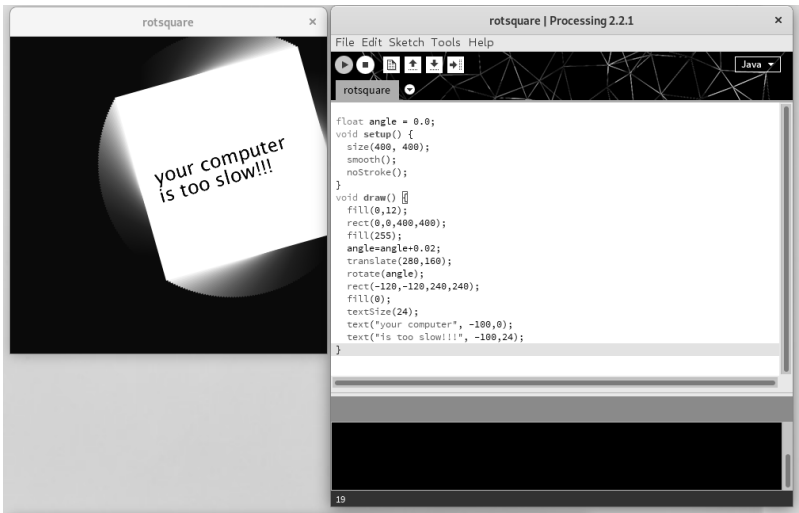 rotsquare
×
your computer
is too slow!!!
rotsquare | Processing 2.2.1
×
File Edit Sketch Tools Help
Java
rotsquare
float angle = 0.0;
void setup() {
  size(400, 400);
  smooth();
  noStroke();
}
void draw() {
  fill(0,12);
  rect(0,0,400,400);
  fill(255);
  angle=angle+0.02;
  translate(280,160);
  rotate(angle);
  rect(-120,-120,240,240);
  fill(0);
  textSize(24);
  text("your computer", -100,0);
  text("is too slow!!!", -100,24);
}
19